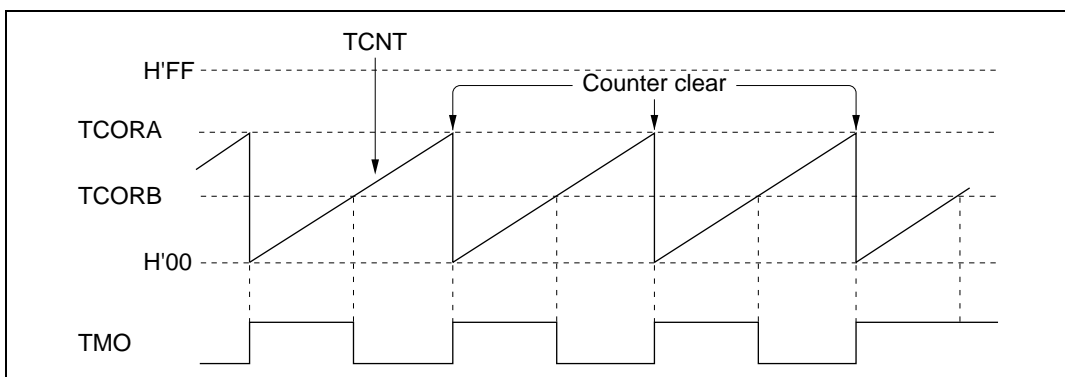 TCNT
H'FF
Counter clear
TCORA
TCORB
H'00
TMO